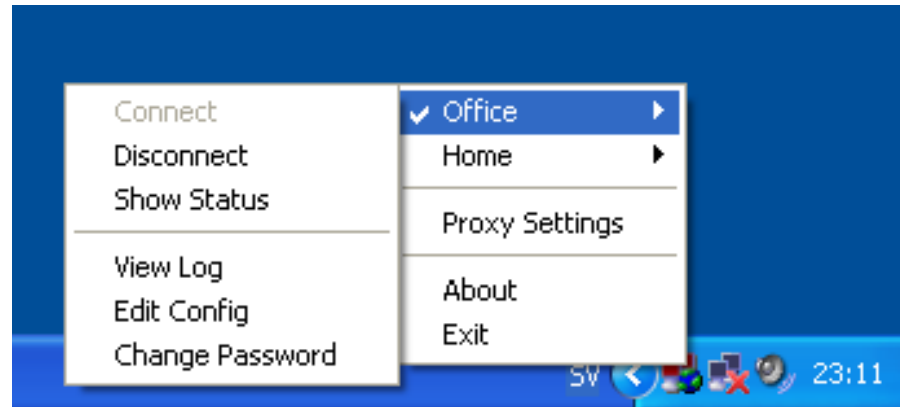 Connect
Disconnect
Show Status
View Log
Edit Config
Change Password
Office
Home
Proxy Settings
About
Exit
SV
23:11